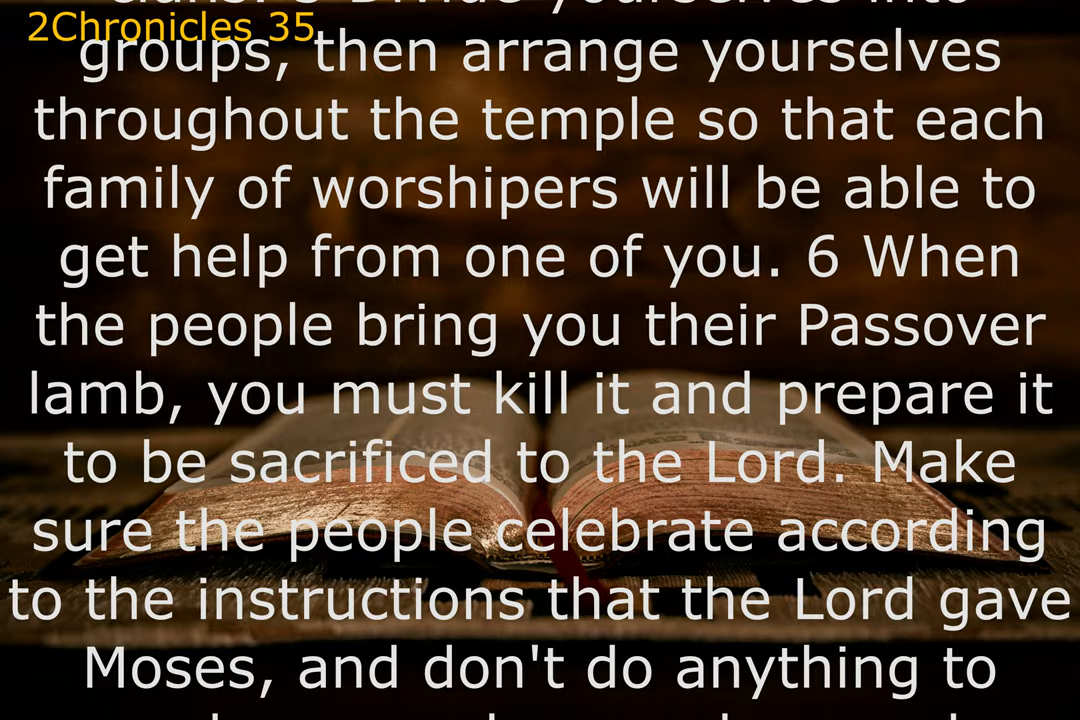 2Chronicles 35
Divide yourselves into
groups, then arrange yourselves
throughout the temple so that each
family of worshipers will be able to
get help from one of you. 6 When
the people bring you their Passover
lamb, you must kill it and prepare it
to be sacrificed to the Lord. Make
sure the people celebrate according
to the instructions that the Lord gave
Moses, and don't do anything to